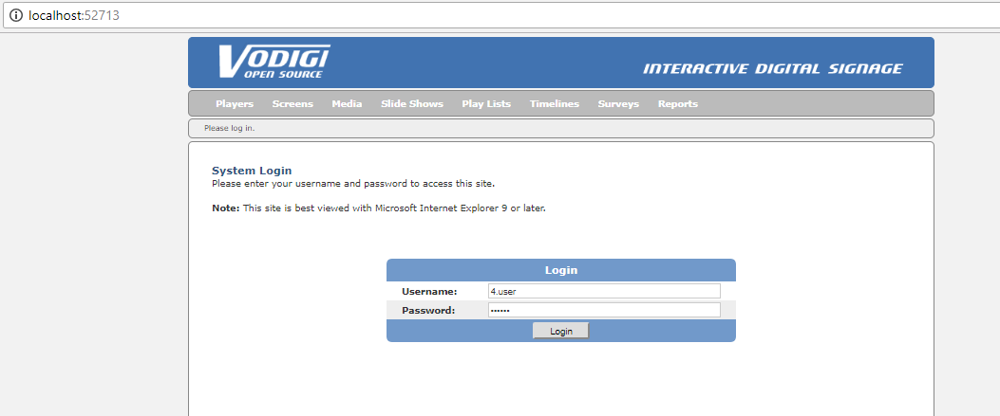 localhost:52713
VODIGI
OPEN SOURCE
INTERACTIVE DIGITAL SIGNAGE
Players Screens Media Slide Shows Play Lists Timelines Surveys Reports
Please log in.
System Login
Please enter your username and password to access this site.
Note: This site is best viewed with Microsoft Internet Explorer 9 or later.
Login
Username: 4.user
Password: ••••••
Login